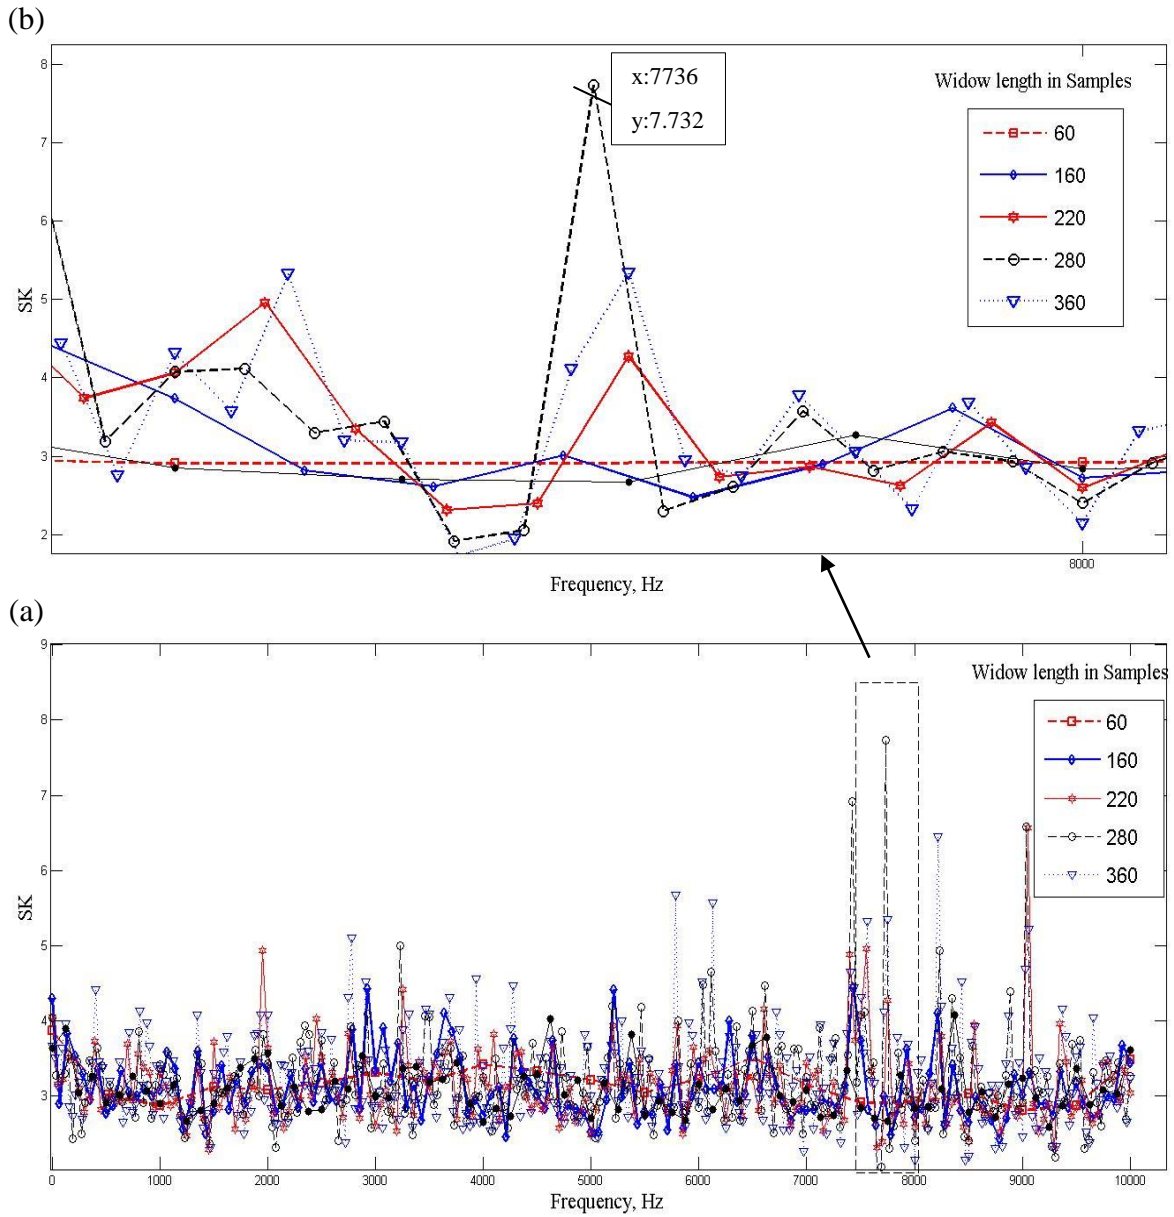 (b)
8
7
6
5
4
3
2
SK
x:7736
y:7.732
Widow length in Samples
60
160
220
280
360
8000
Frequency, Hz
(a)
9
8
7
6
5
4
3
SK
Widow length in Samples
60
160
220
280
360
0 1000 2000 3000 4000 5000 6000 7000 8000 9000 10000
Frequency, Hz